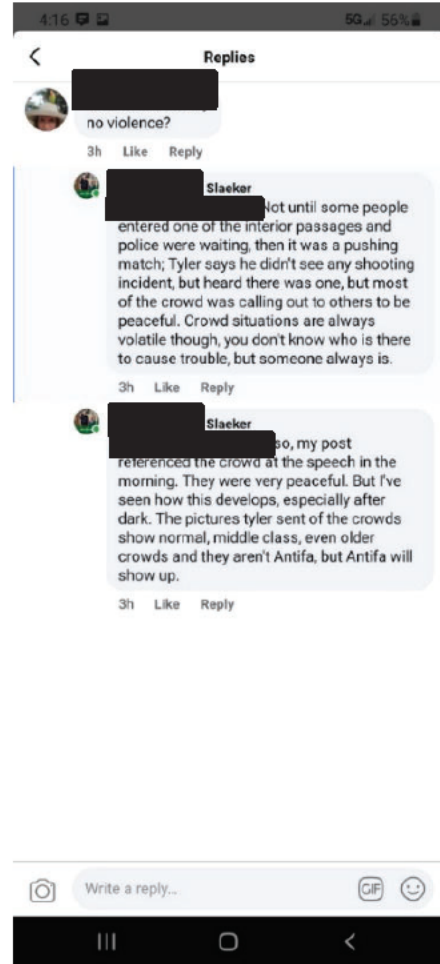 4:16 5G 56%
Replies
no violence?
3h Like Reply
Slaeker
Not until some people
entered one of the interior passages and
police were waiting, then it was a pushing
match; Tyler says he didn't see any shooting
incident, but heard there was one, but most
of the crowd was calling out to others to be
peaceful. Crowd situations are always
volatile though, you don't know who is there
to cause trouble, but someone always is.
3h Like Reply
Slaeker
so, my post
referenced the crowd at the speech in the
morning. They were very peaceful. But I've
seen how this develops, especially after
dark. The pictures tyler sent of the crowds
show normal, middle class, even older
crowds and they aren't Antifa, but Antifa will
show up.
3h Like Reply
Write a reply...
GIF